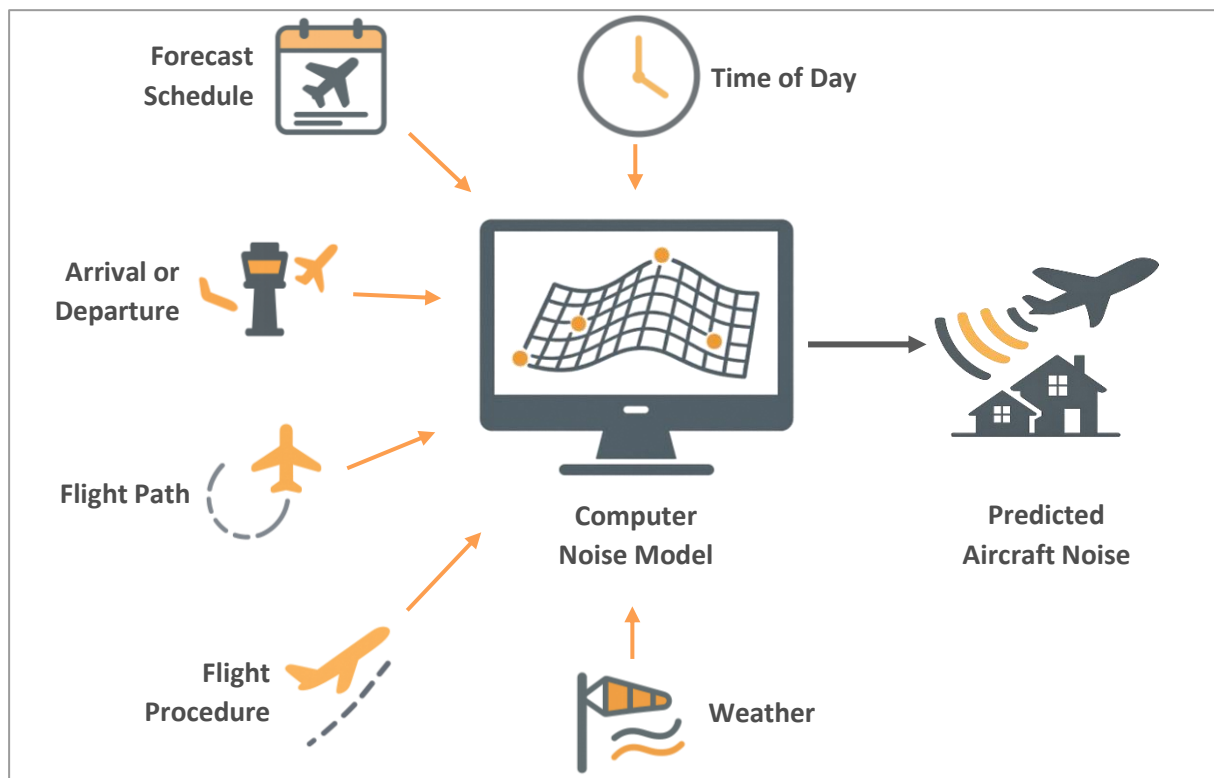 Forecast
Schedule
Time of Day
Arrival or
Departure
Flight Path
Computer
Noise Model
Predicted
Aircraft Noise
Flight
Procedure
Weather